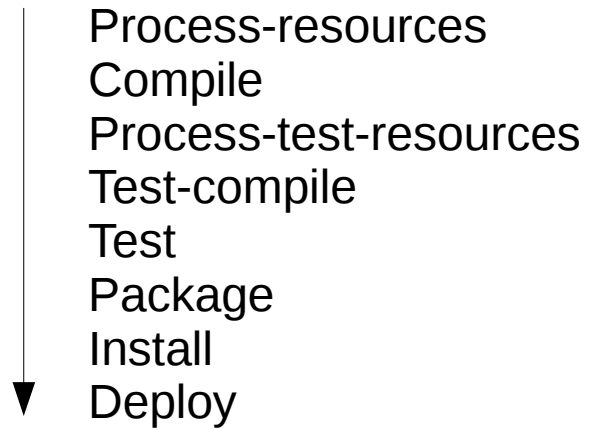 Process-resources
Compile
Process-test-resources
Test-compile
Test
Package
Install
Deploy